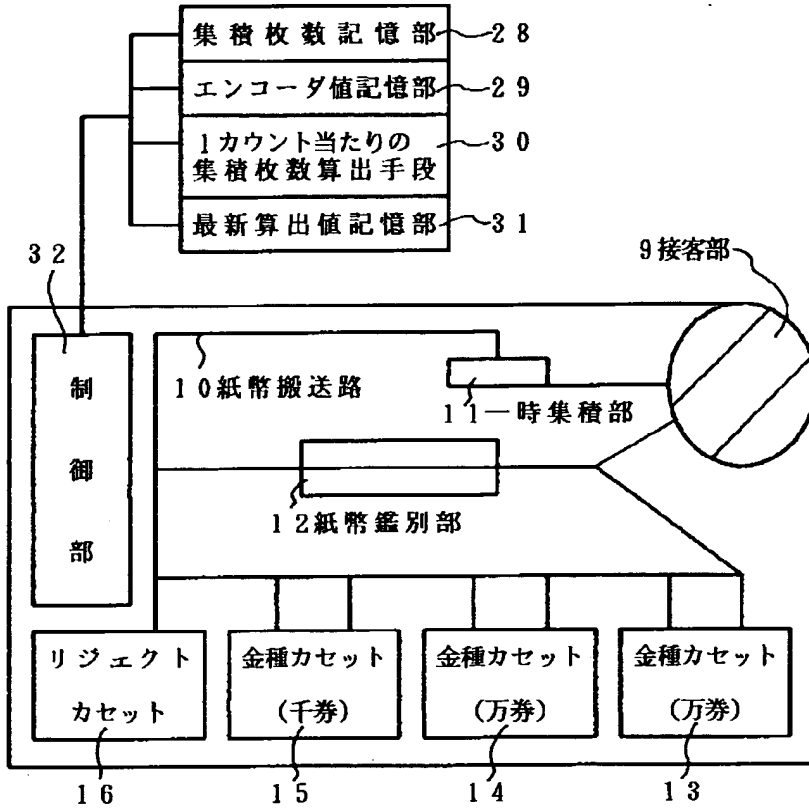 集積枚数記憶部 28
エンコーダ値記憶部 29
1カウント当たりの
集積枚数算出手段 30
最新算出値記憶部 31
32
9接客部
制
御
部
10紙幣搬送路
11一時集積部
12紙幣鑑別部
リジェクト
カセット
金種カセット
(千券)
金種カセット
(万券)
金種カセット
(万券)
16
15
14
13